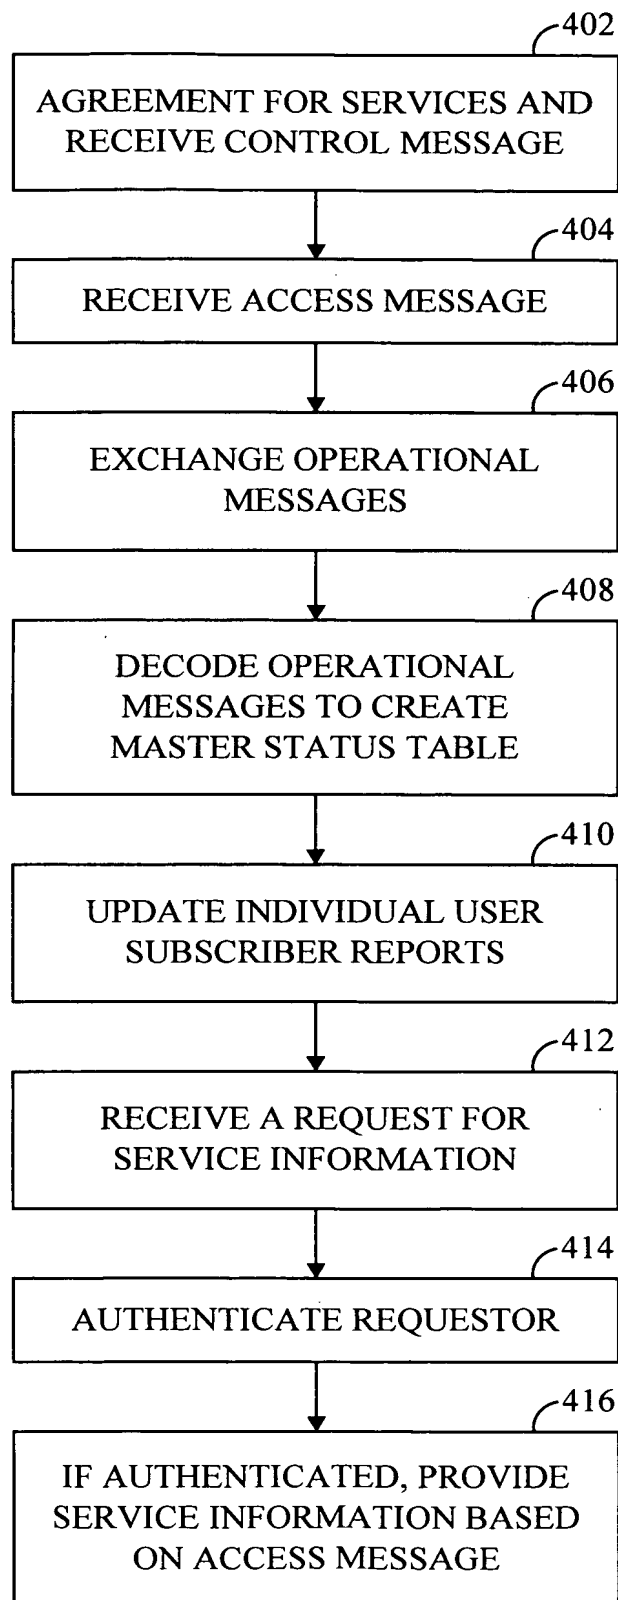 402
AGREEMENT FOR SERVICES AND
RECEIVE CONTROL MESSAGE
404
RECEIVE ACCESS MESSAGE
406
EXCHANGE OPERATIONAL
MESSAGES
408
DECODE OPERATIONAL
MESSAGES TO CREATE
MASTER STATUS TABLE
410
UPDATE INDIVIDUAL USER
SUBSCRIBER REPORTS
412
RECEIVE A REQUEST FOR
SERVICE INFORMATION
414
AUTHENTICATE REQUESTOR
416
IF AUTHENTICATED, PROVIDE
SERVICE INFORMATION BASED
ON ACCESS MESSAGE